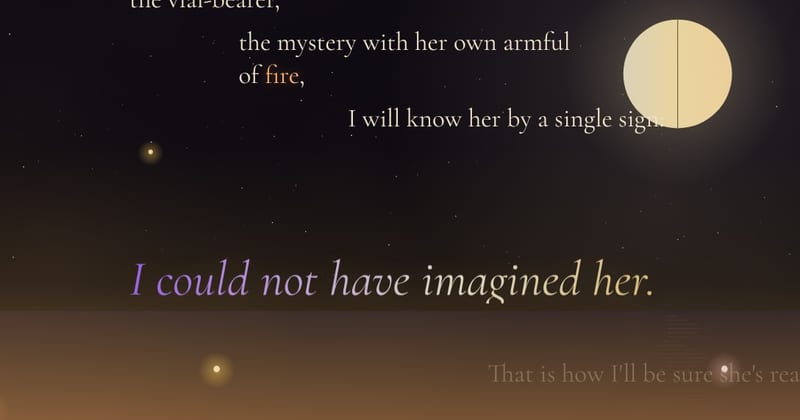 the vial-bearer,
the mystery with her own armful
of fire,
I will know her by a single sign:
I could not have imagined her.
That is how I'll be sure she's